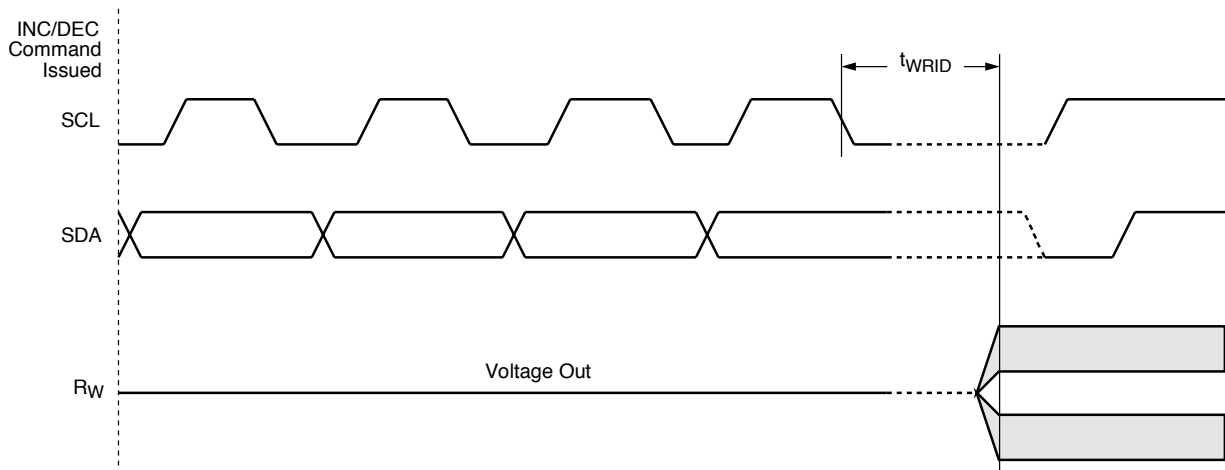 INC/DEC
Command
Issued
tWRID
SCL
SDA
Voltage Out
RW